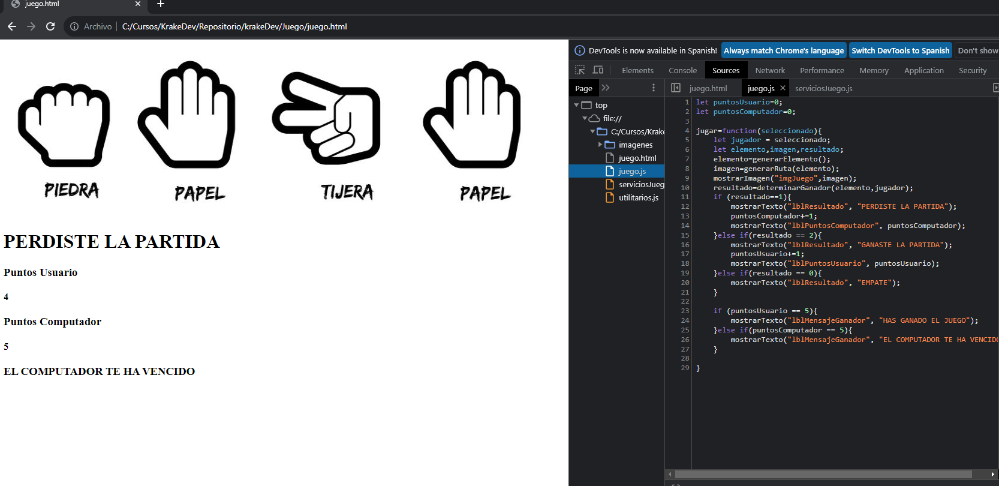 juego.html
Archivo
C:/Cursos/KrakeDev/Repositorio/krakeDev/Juego/juego.html
PIEDRA
PAPEL
TIJERA
PAPEL
PERDISTE LA PARTIDA
Puntos Usuario
4
Puntos Computador
5
EL COMPUTADOR TE HA VENCIDO
DevTools is now available in Spanish! Always match Chrome's language Switch DevTools to Spanish Don't show
Elements Console Sources Network Performance Memory Application Security
Page
juego.html juego.js serviciosJuego.js
top
file://
C:/Cursos/Krake
imagenes
juego.html
juego.js
serviciosJueg
utilitarios.js
1 let puntosUsuario=0;
2 let puntosComputador=0;
3
4 jugar=function(seleccionado){
5 let jugador = seleccionado;
6 let elemento,imagen,resultado;
7 elemento=generarElemento();
8 imagen=generarRuta(elemento);
9 mostrarImagen("imgJuego",imagen);
10 resultado=determinarGanador(elemento,jugador);
11 if (resultado==1){
12 mostrarTexto("lblResultado", "PERDISTE LA PARTIDA");
13 puntosComputador+=1;
14 mostrarTexto("lblPuntosComputador", puntosComputador);
15 }else if(resultado == 2){
16 mostrarTexto("lblResultado", "GANASTE LA PARTIDA");
17 puntosUsuario+=1;
18 mostrarTexto("lblPuntosUsuario", puntosUsuario);
19 }else if(resultado == 0){
20 mostrarTexto("lblResultado", "EMPATE");
21 }
22
23 if (puntosUsuario == 5){
24 mostrarTexto("lblMensajeGanador", "HAS GANADO EL JUEGO");
25 }else if(puntosComputador == 5){
26 mostrarTexto("lblMensajeGanador", "EL COMPUTADOR TE HA VENCIDO
27 }
28
29 }